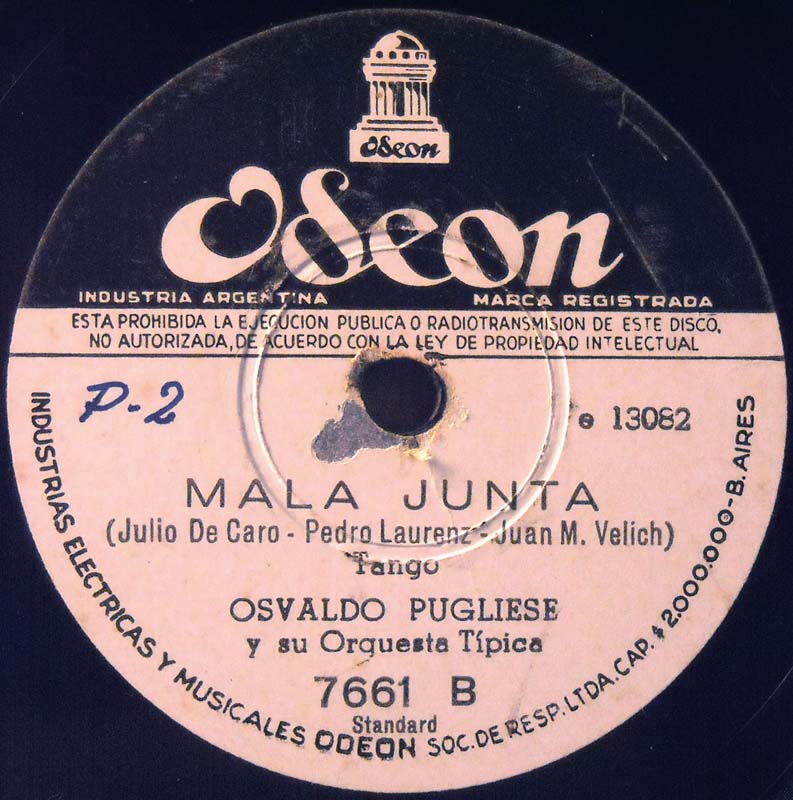 Odeon
Odeon
INDUSTRIA ARGENTINA MARCA REGISTRADA
ESTA PROHIBIDA LA EJECUCION PUBLICA O RADIOTRANSMISION DE ESTE DISCO,
NO AUTORIZADA, DE ACUERDO CON LA LEY DE PROPIEDAD INTELECTUAL
P-2
e 13082
MALA JUNTA
(Julio De Caro - Pedro Laurenz - Juan M. Velich)
Tango
OSVALDO PUGLIESE
y su Orquesta Típica
7661 B
Standard
INDUSTRIAS ELECTRICAS Y MUSICALES ODEON SOC. DE RESP. LTDA. CAP. $ 2.000.000-B. AIRES